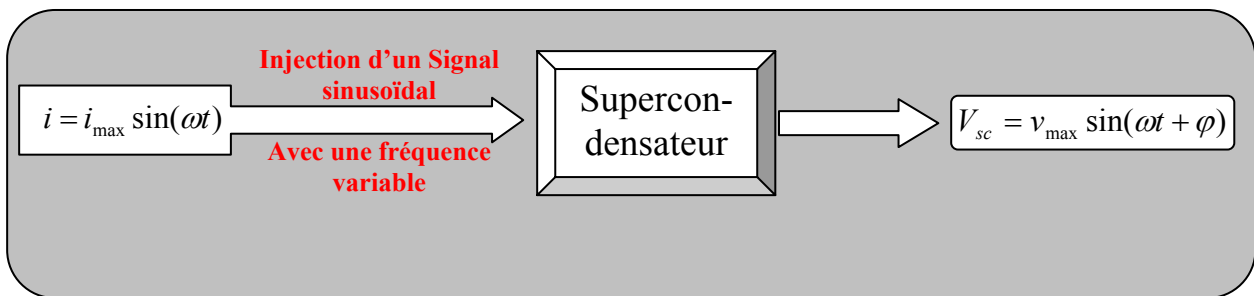 Injection d'un Signal
sinusoïdal
i = i_max sin(ωt)
Avec une fréquence
variable
Supercon-
densateur
V_sc = v_max sin(ωt + φ)